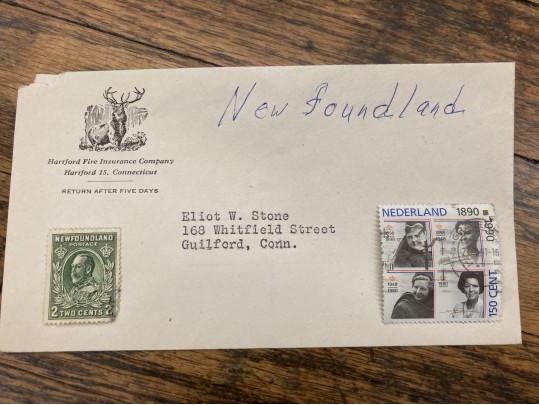 New Foundland
Hartford Fire Insurance Company
Hartford 15, Connecticut
RETURN AFTER FIVE DAYS
Eliot W. Stone
168 Whitfield Street
Guilford, Conn.
NEWFOUNDLAND
POSTAGE
2 TWO CENTS 2
NEDERLAND 1890
1990
150 CENT